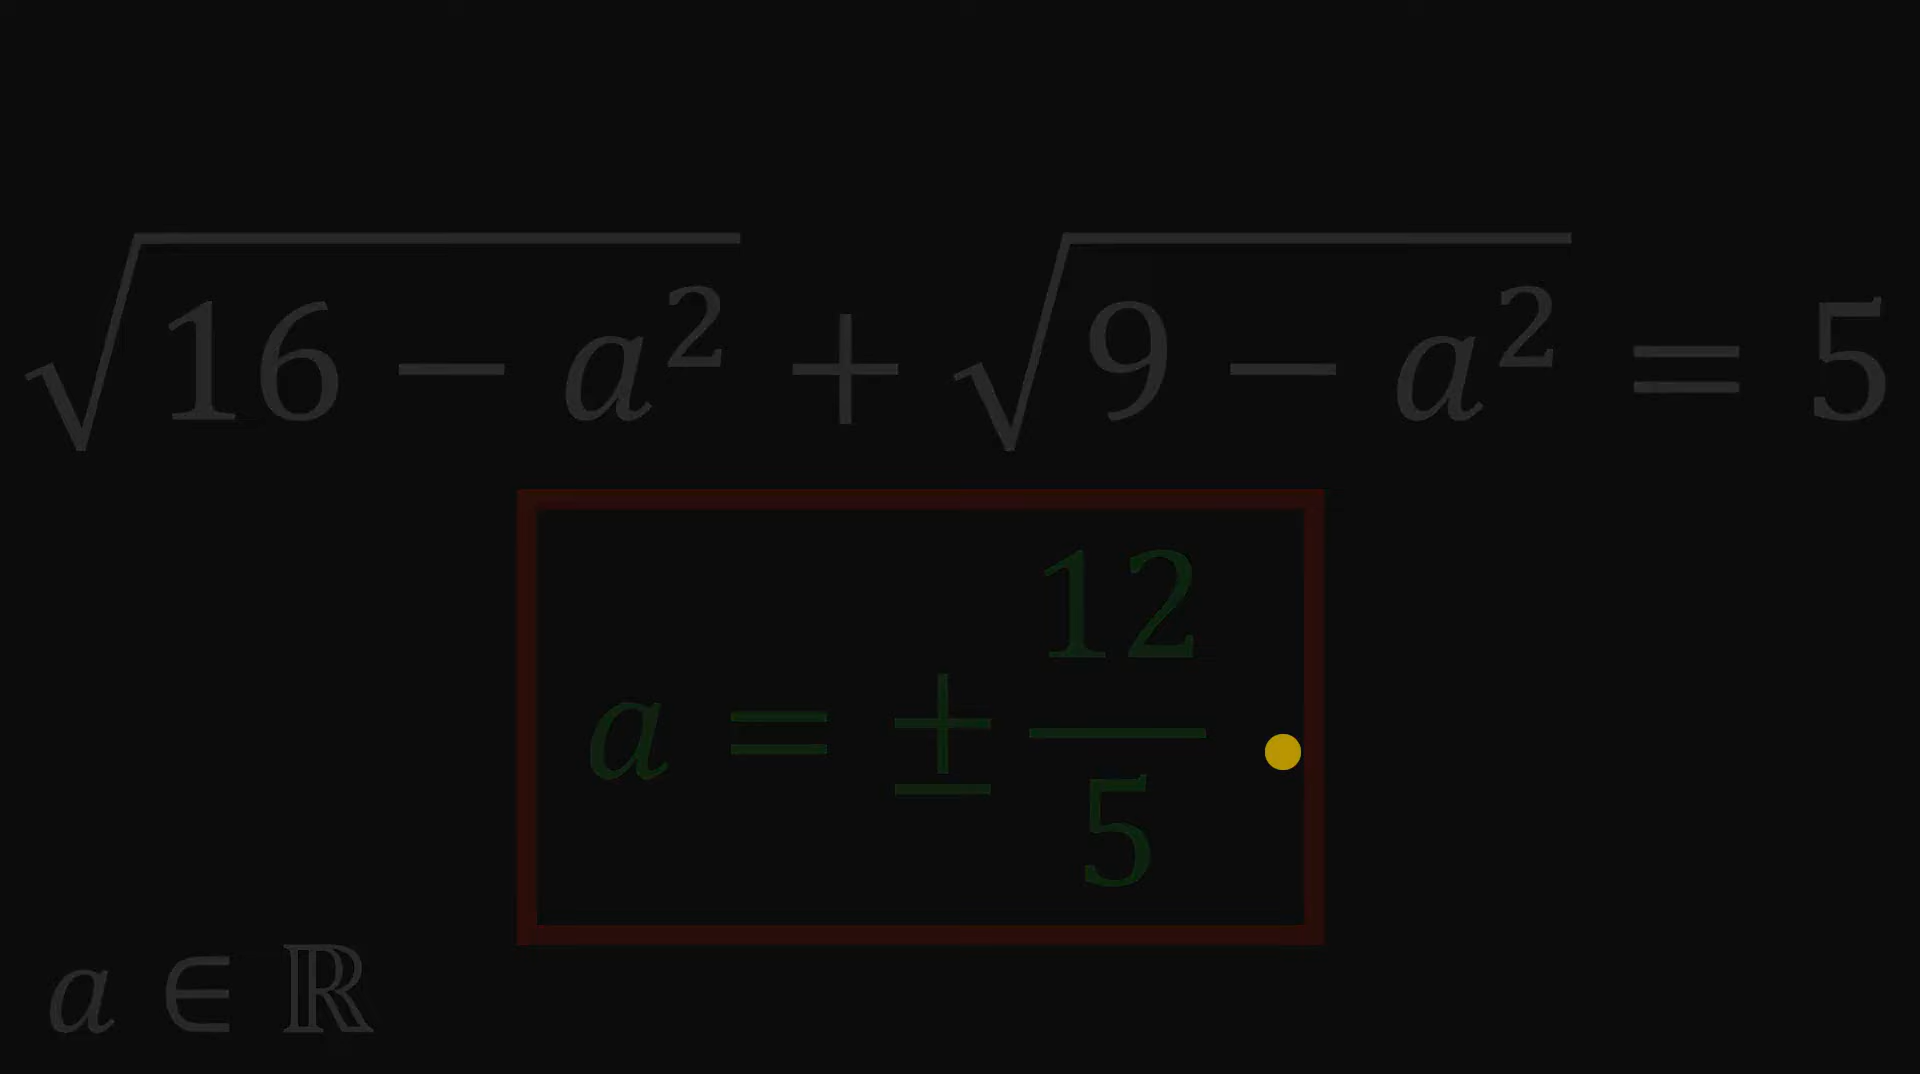 √(16 − a²) + √(9 − a²) = 5
a = ± 12/5
a ∈ ℝ